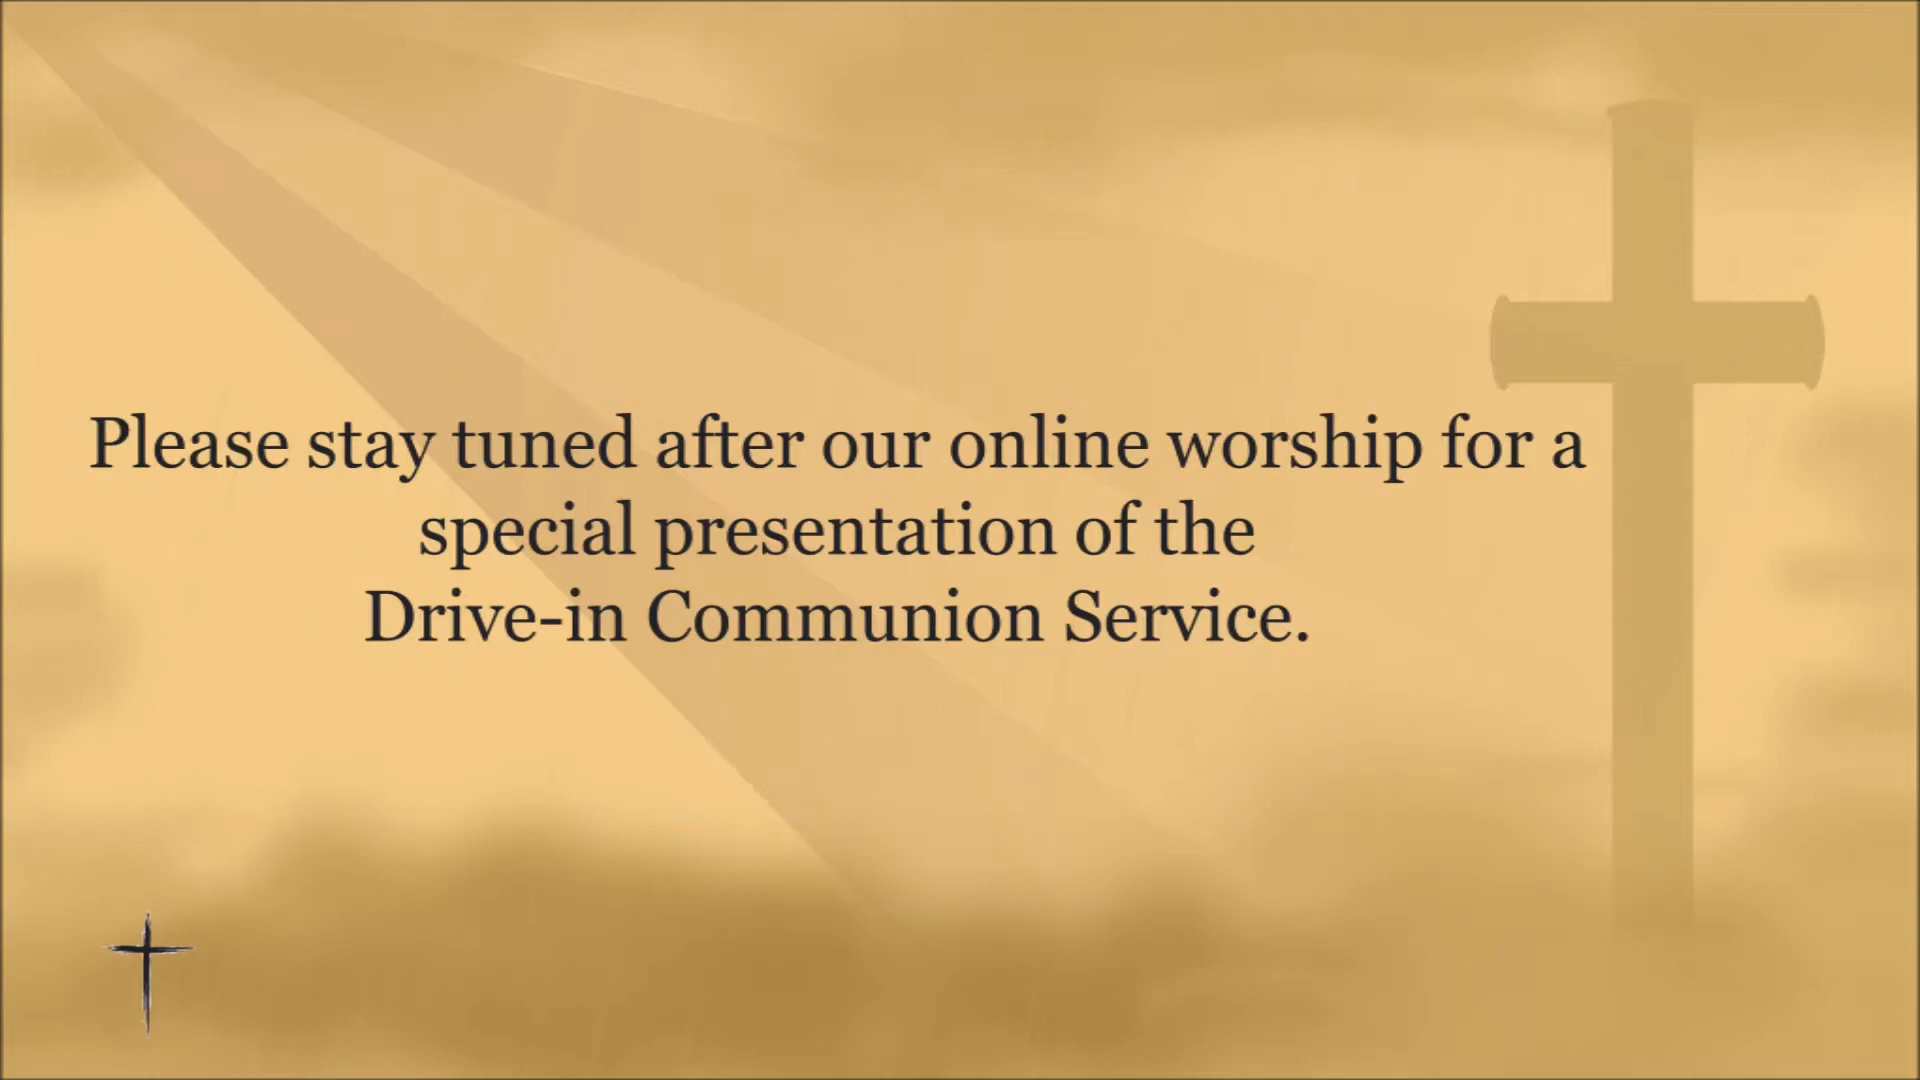 Please stay tuned after our online worship for a
special presentation of the
Drive-in Communion Service.